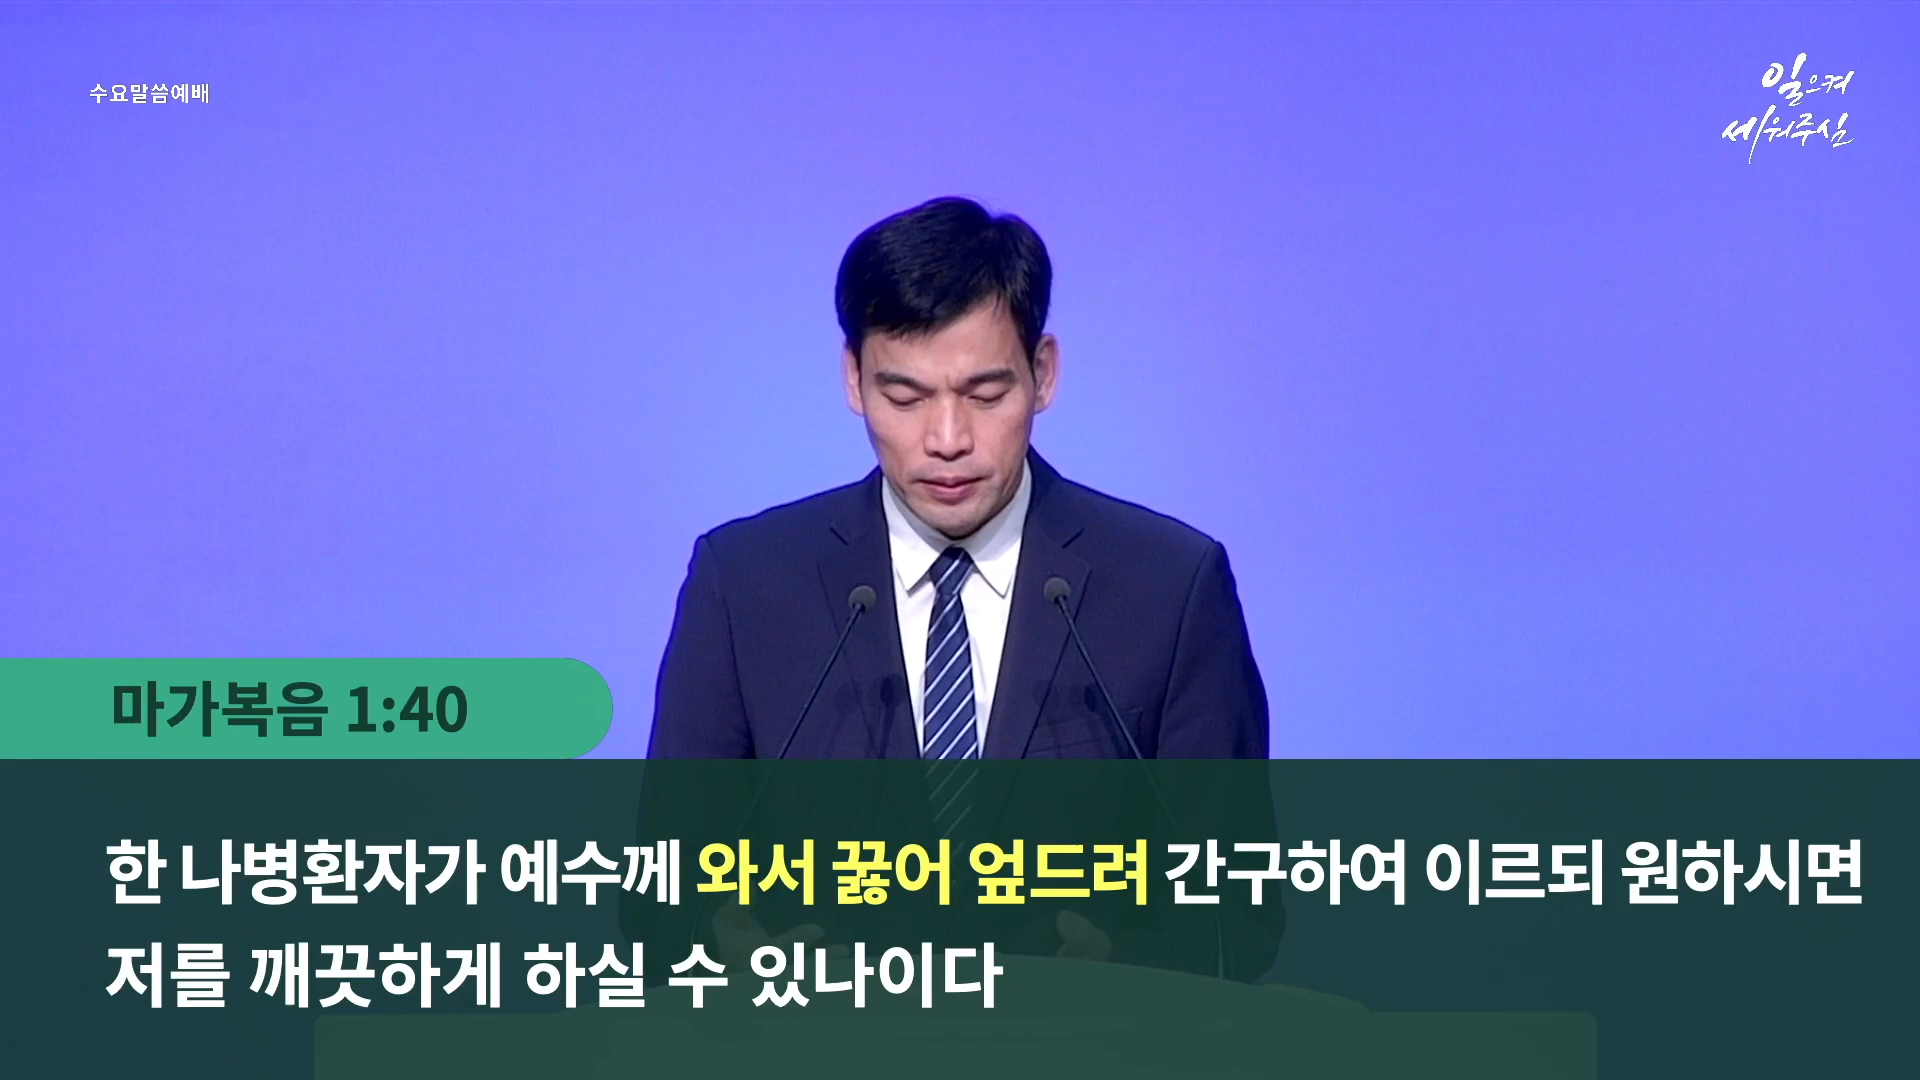 수요말씀예배
일으켜
세워주심
마가복음 1:40
한 나병환자가 예수께 와서 꿇어 엎드려 간구하여 이르되 원하시면
저를 깨끗하게 하실 수 있나이다